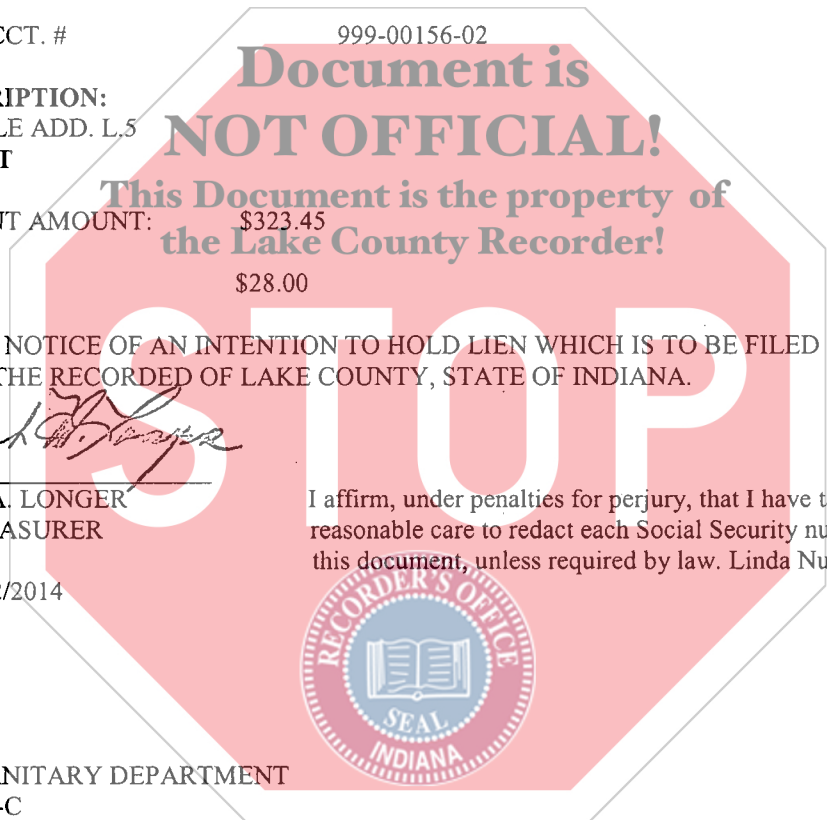 CCT. # 999-00156-02
Document is
RIPTION:
LE ADD. L.5
NOT OFFICIAL!
T
This Document is the property of
NT AMOUNT: $323.45
the Lake County Recorder!
$28.00
STOP
NOTICE OF AN INTENTION TO HOLD LIEN WHICH IS TO BE FILED
THE RECORDED OF LAKE COUNTY, STATE OF INDIANA.
A. LONGER
ASURER
I affirm, under penalties for perjury, that I have t
reasonable care to redact each Social Security nu
this document, unless required by law. Linda Nu
2/2014
RECORDER'S OFFICE
SEAL
INDIANA
NITARY DEPARTMENT
-C